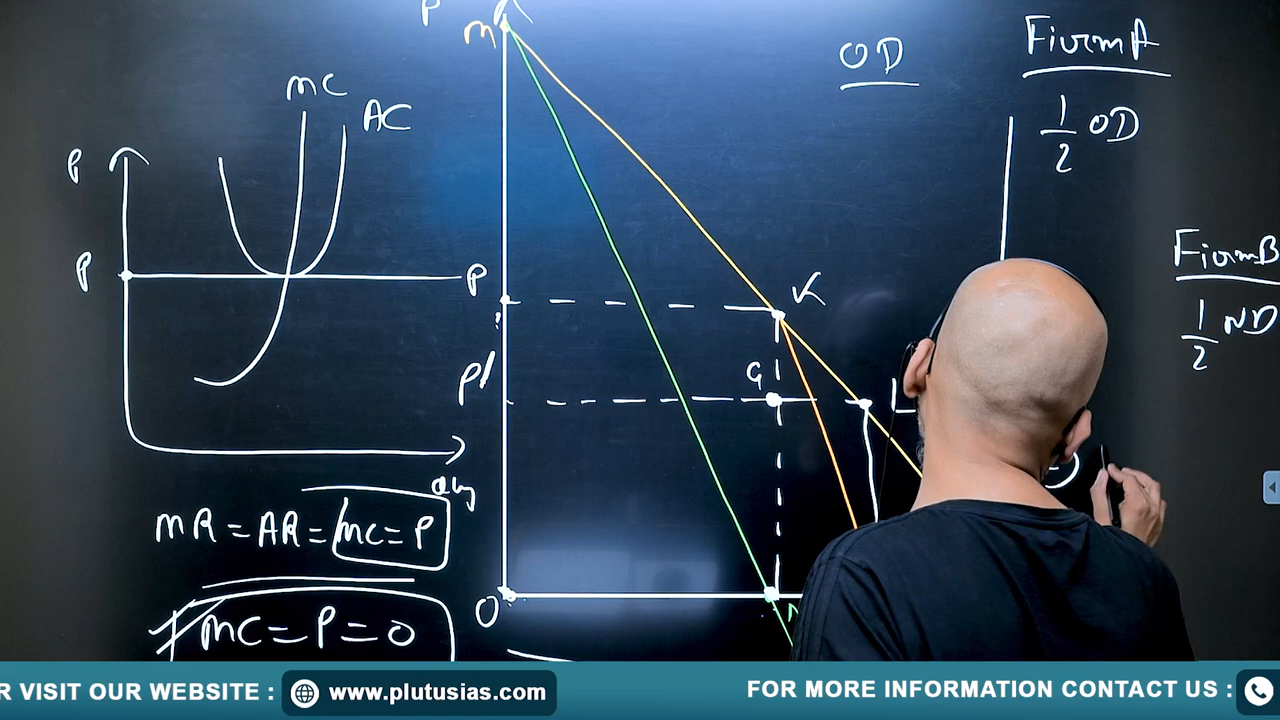 P
M
OD
Firm A
1/2 OD
MC
AC
P
P
P
K
Firm B
1/2 ND
G
P'
L
Qty
MR = AR = MC = P
O
N
MC = P = 0
R VISIT OUR WEBSITE :
www.plutusias.com
FOR MORE INFORMATION CONTACT US :